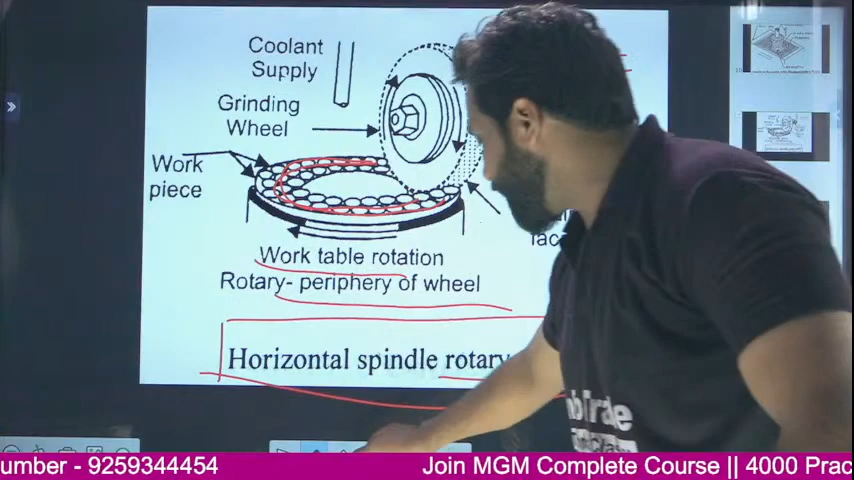 Coolant
Supply
Grinding
Wheel
Work
piece
Work table rotation
Rotary- periphery of wheel
Horizontal spindle rotary
umber - 9259344454
Join MGM Complete Course || 4000 Prac